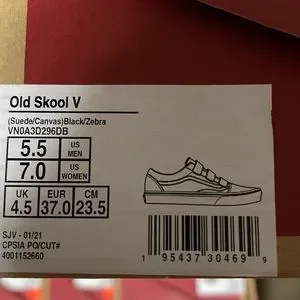 Old Skool V
(Suede/Canvas)Black/Zebra
VN0A3D296DB
5.5 US MEN
7.0 US WOMEN
UK EUR CM
4.5 37.0 23.5
SJV - 01/21
CPSIA PO/CUT#
4001152660
1 95437 30469 9